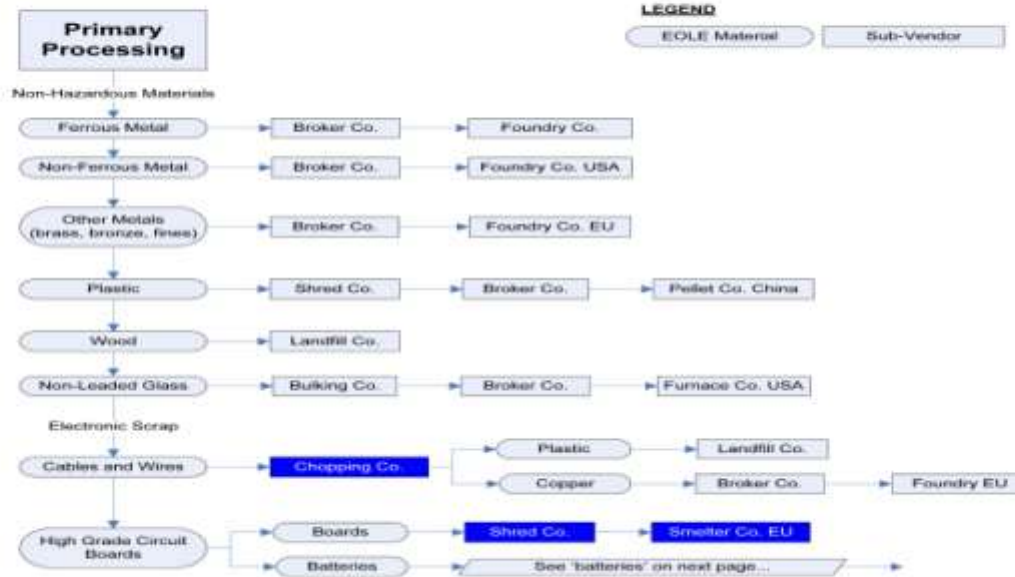 LEGEND
Primary
Processing
EOLE Material
Sub-Vendor
Non-Hazardous Materials
Ferrous Metal
Broker Co.
Foundry Co.
Non-Ferrous Metal
Broker Co.
Foundry Co. USA
Other Metals
(brass, bronze, fines)
Broker Co.
Foundry Co. EU
Plastic
Shred Co.
Broker Co.
Pellet Co. China
Wood
Landfill Co.
Non-Leaded Glass
Bulking Co.
Broker Co.
Furnace Co. USA
Electronic Scrap
Cables and Wires
Chopping Co.
Plastic
Landfill Co.
Copper
Broker Co.
Foundry EU
High Grade Circuit
Boards
Boards
Shred Co.
Smelter Co. EU
Batteries
See 'batteries' on next page...